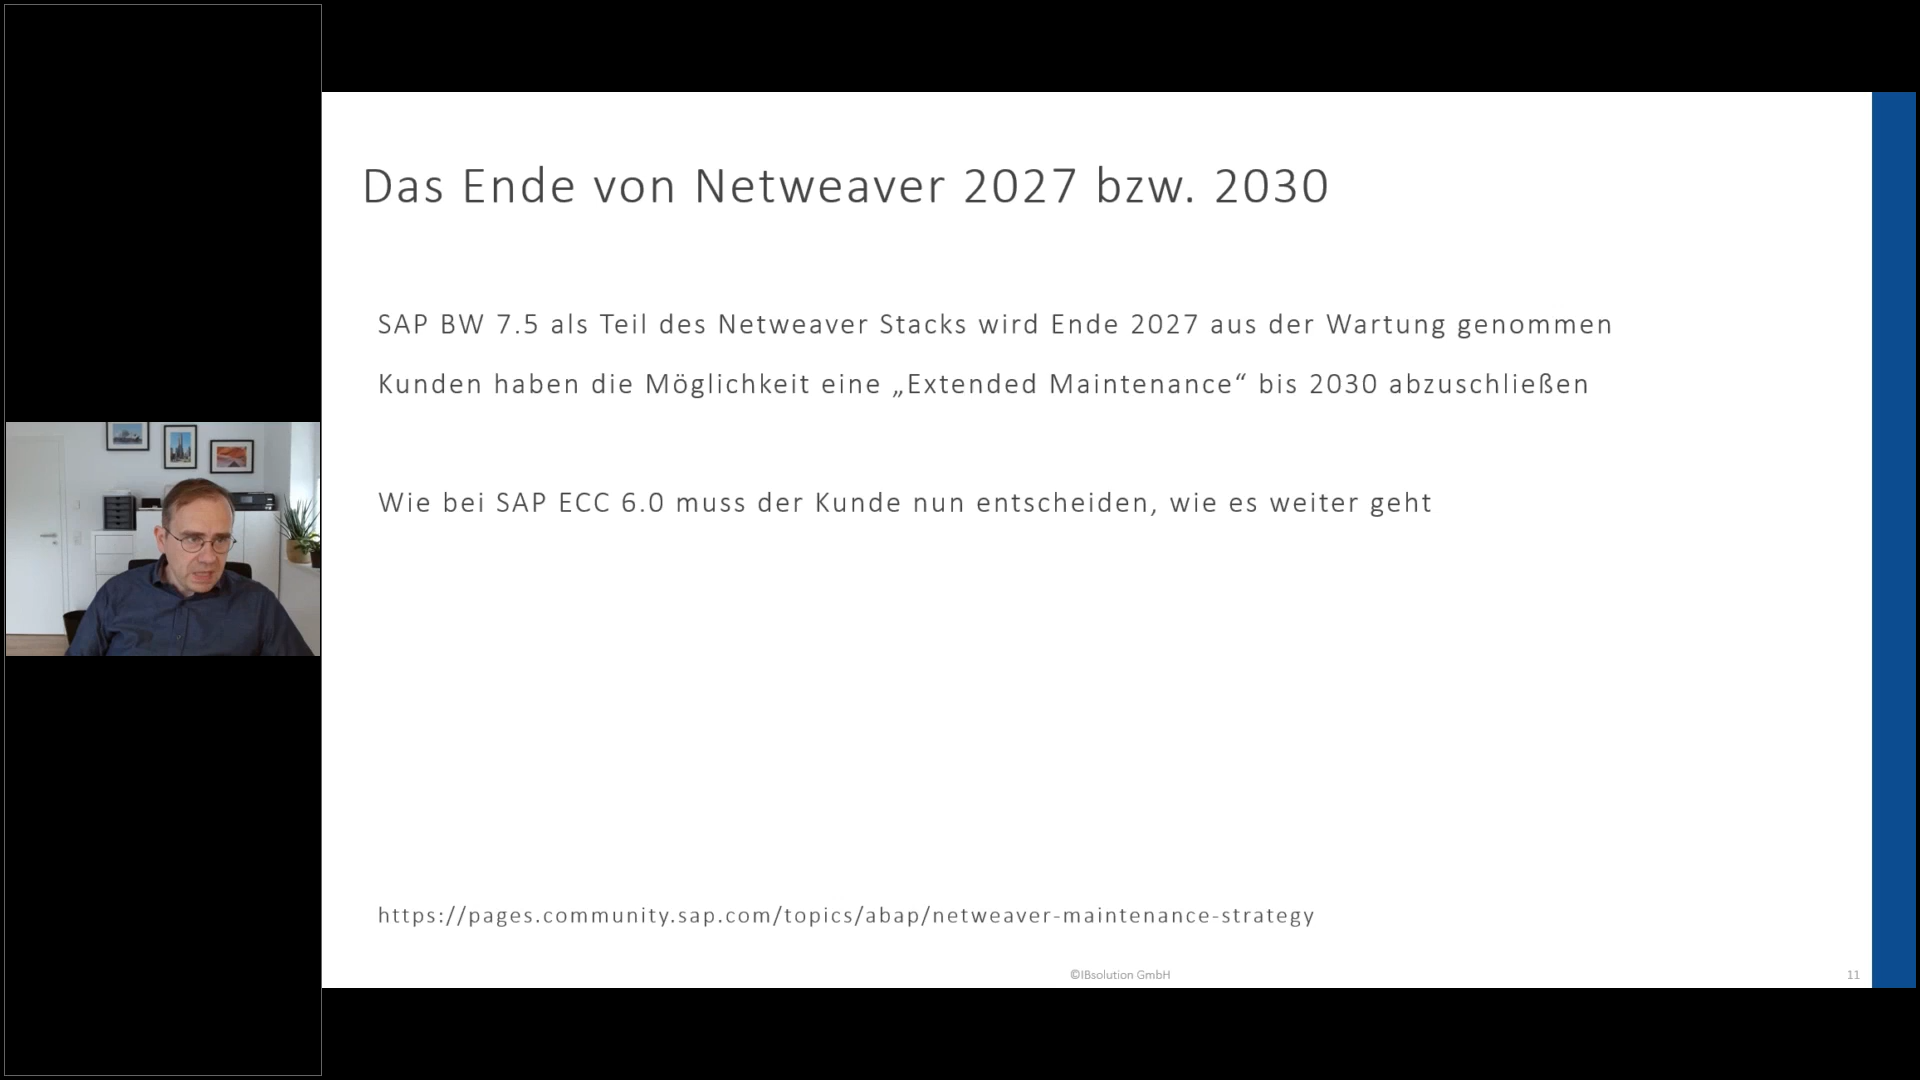 Das Ende von Netweaver 2027 bzw. 2030
SAP BW 7.5 als Teil des Netweaver Stacks wird Ende 2027 aus der Wartung genommen
Kunden haben die Möglichkeit eine „Extended Maintenance“ bis 2030 abzuschließen
Wie bei SAP ECC 6.0 muss der Kunde nun entscheiden, wie es weiter geht
https://pages.community.sap.com/topics/abap/netweaver-maintenance-strategy
©IBsolution GmbH
11